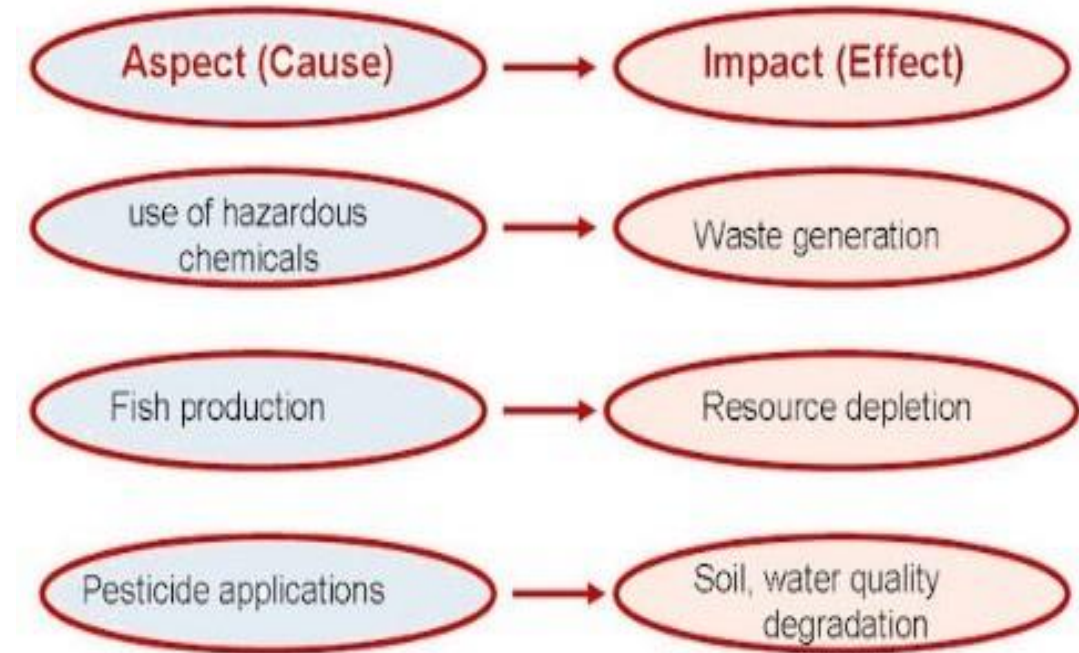 Aspect (Cause)
Impact (Effect)
use of hazardous
chemicals
Waste generation
Fish production
Resource depletion
Pesticide applications
Soil, water quality
degradation